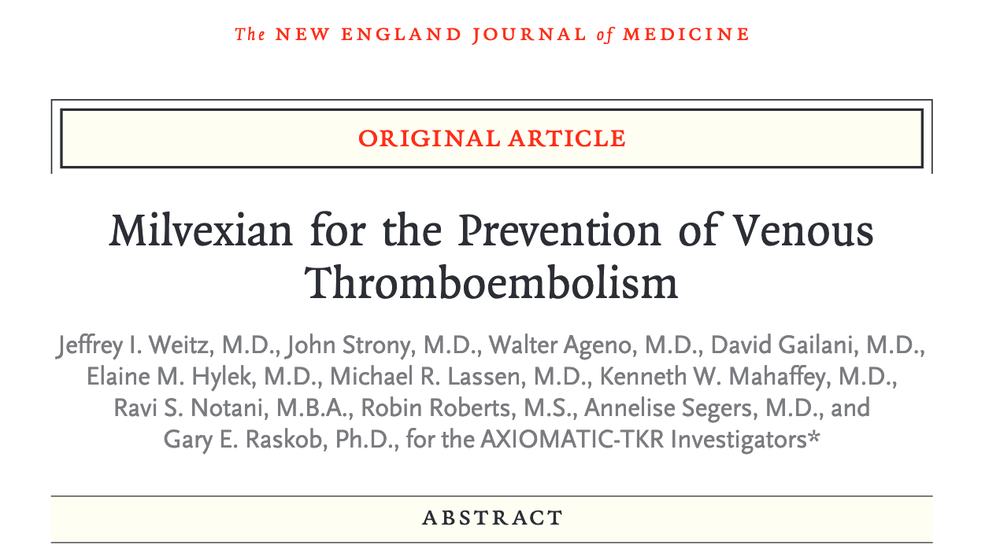 The NEW ENGLAND JOURNAL of MEDICINE
ORIGINAL ARTICLE
Milvexian for the Prevention of Venous
Thromboembolism
Jeffrey I. Weitz, M.D., John Strony, M.D., Walter Ageno, M.D., David Gailani, M.D.,
Elaine M. Hylek, M.D., Michael R. Lassen, M.D., Kenneth W. Mahaffey, M.D.,
Ravi S. Notani, M.B.A., Robin Roberts, M.S., Annelise Segers, M.D., and
Gary E. Raskob, Ph.D., for the AXIOMATIC-TKR Investigators*
ABSTRACT